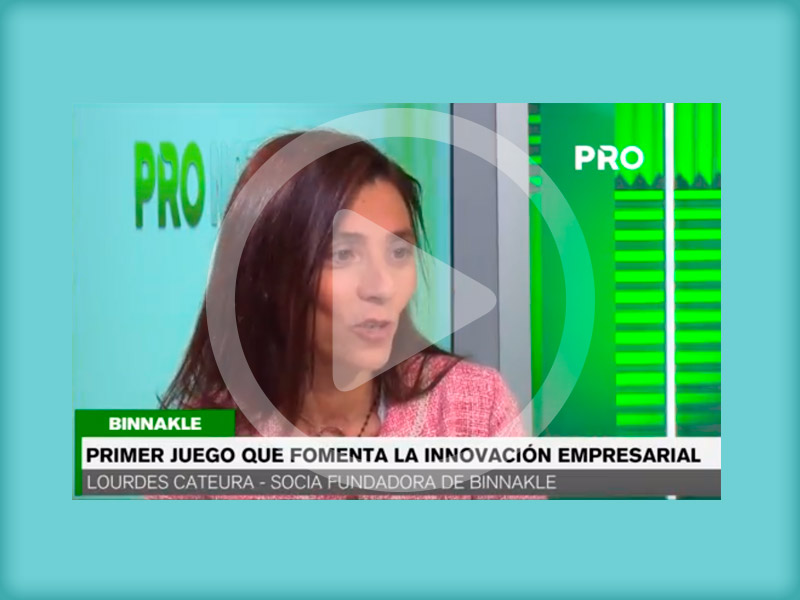 PRO
PRO
BINNAKLE
PRIMER JUEGO QUE FOMENTA LA INNOVACIÓN EMPRESARIAL
LOURDES CATEURA - SOCIA FUNDADORA DE BINNAKLE